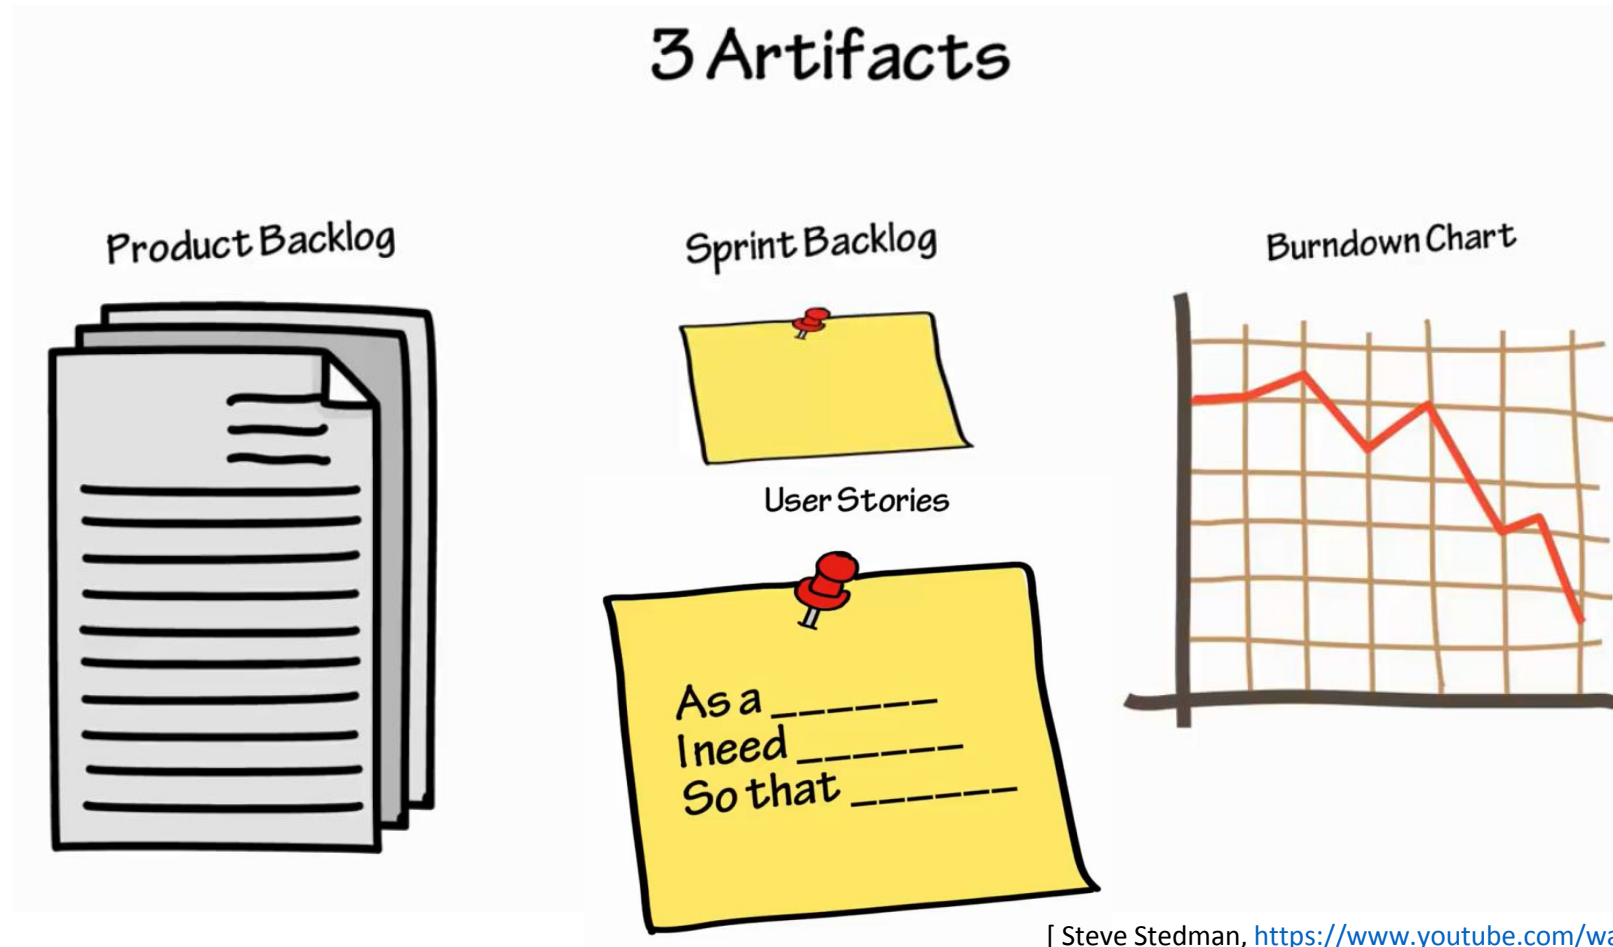 3 Artifacts
Product Backlog
Sprint Backlog
Burndown Chart
User Stories
As a ______
I need ______
So that ______
[ Steve Stedman, https://www.youtube.com/wa